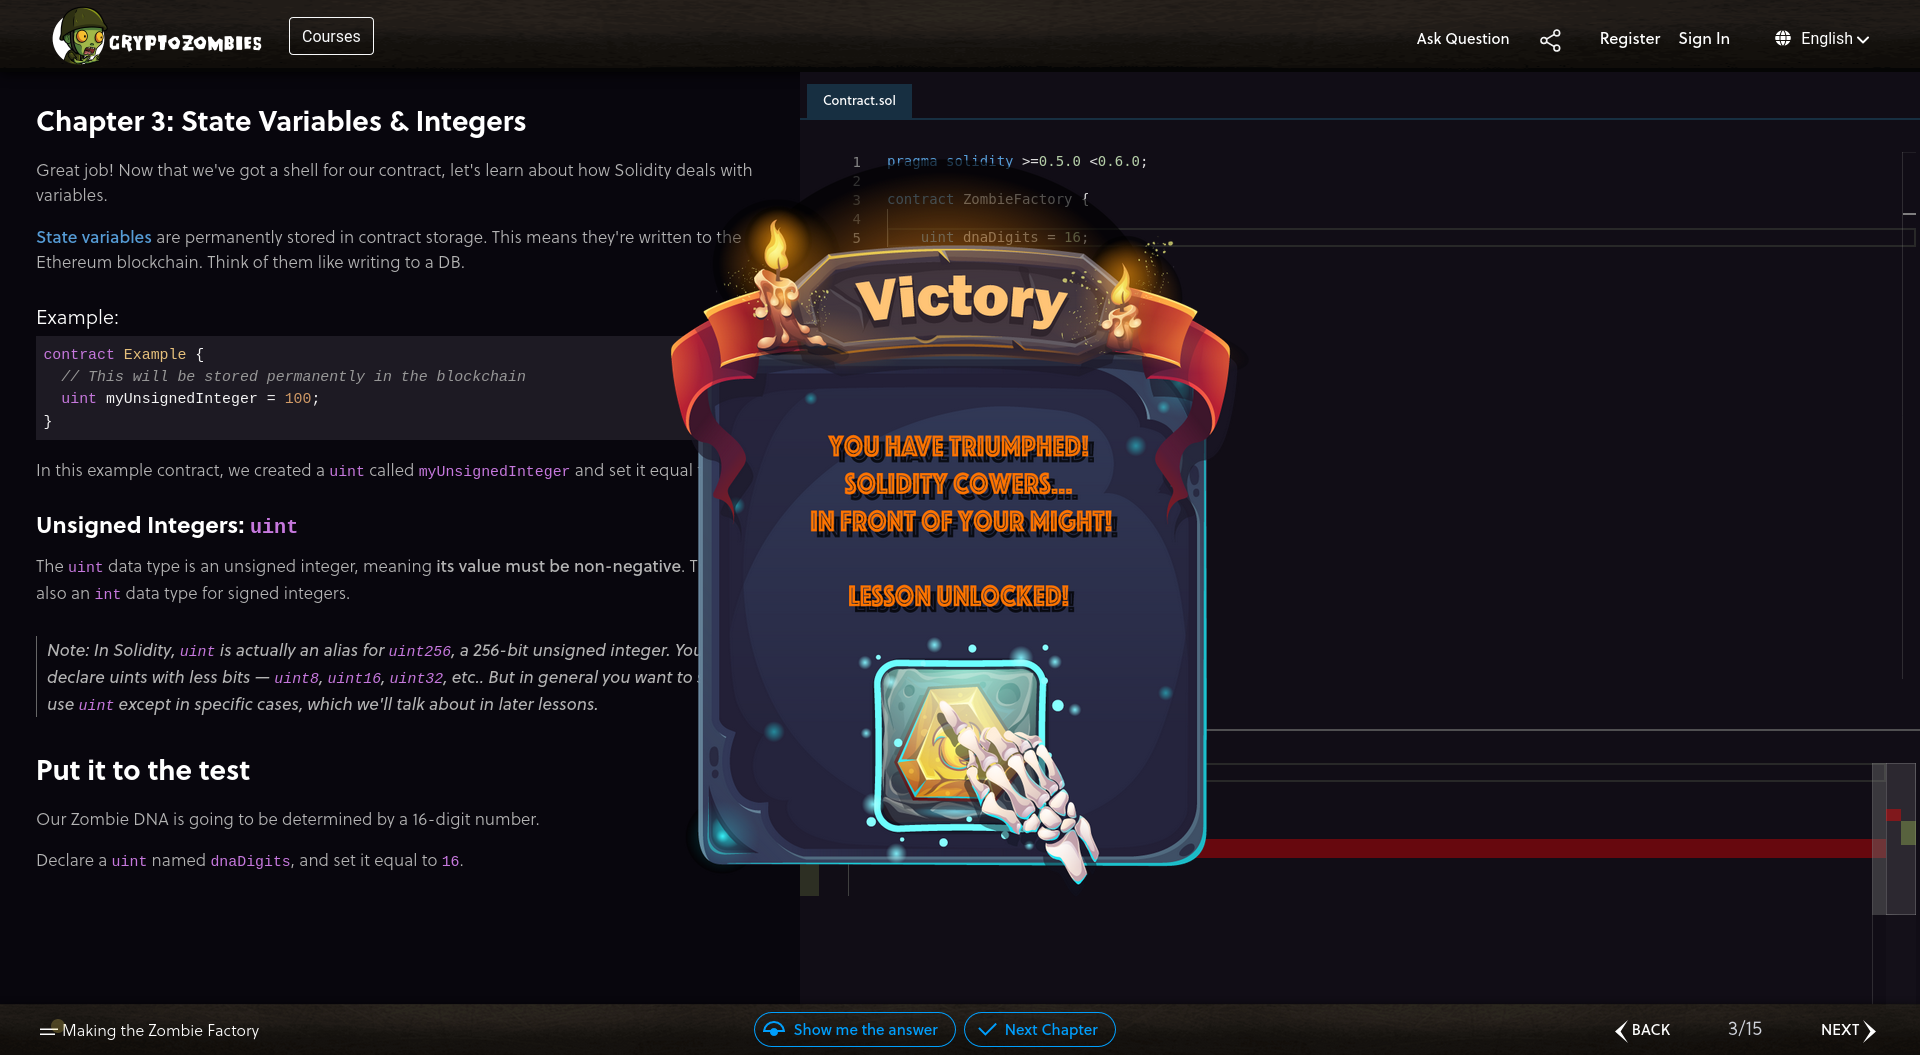 CRYPTOZOMBIES
Courses
Ask Question
Register
Sign In
English
Chapter 3: State Variables & Integers
Great job! Now that we've got a shell for our contract, let's learn about how Solidity deals with
variables.
State variables are permanently stored in contract storage. This means they're written to the
Ethereum blockchain. Think of them like writing to a DB.
Example:
contract Example {
// This will be stored permanently in the blockchain
uint myUnsignedInteger = 100;
}
In this example contract, we created a uint called myUnsignedInteger and set it equal
Unsigned Integers: uint
The uint data type is an unsigned integer, meaning its value must be non-negative.
also an int data type for signed integers.
Note: In Solidity, uint is actually an alias for uint256, a 256-bit unsigned integer. You
declare uints with less bits — uint8, uint16, uint32, etc.. But in general you want to
use uint except in specific cases, which we'll talk about in later lessons.
Put it to the test
Our Zombie DNA is going to be determined by a 16-digit number.
Declare a uint named dnaDigits, and set it equal to 16.
Contract.sol
1 pragma solidity >=0.5.0 <0.6.0;
2
3 contract ZombieFactory {
4
5 uint dnaDigits = 16;
Victory
YOU HAVE TRIUMPHED!
SOLIDITY COWERS...
IN FRONT OF YOUR MIGHT!
LESSON UNLOCKED!
Making the Zombie Factory
Show me the answer
Next Chapter
BACK
3/15
NEXT